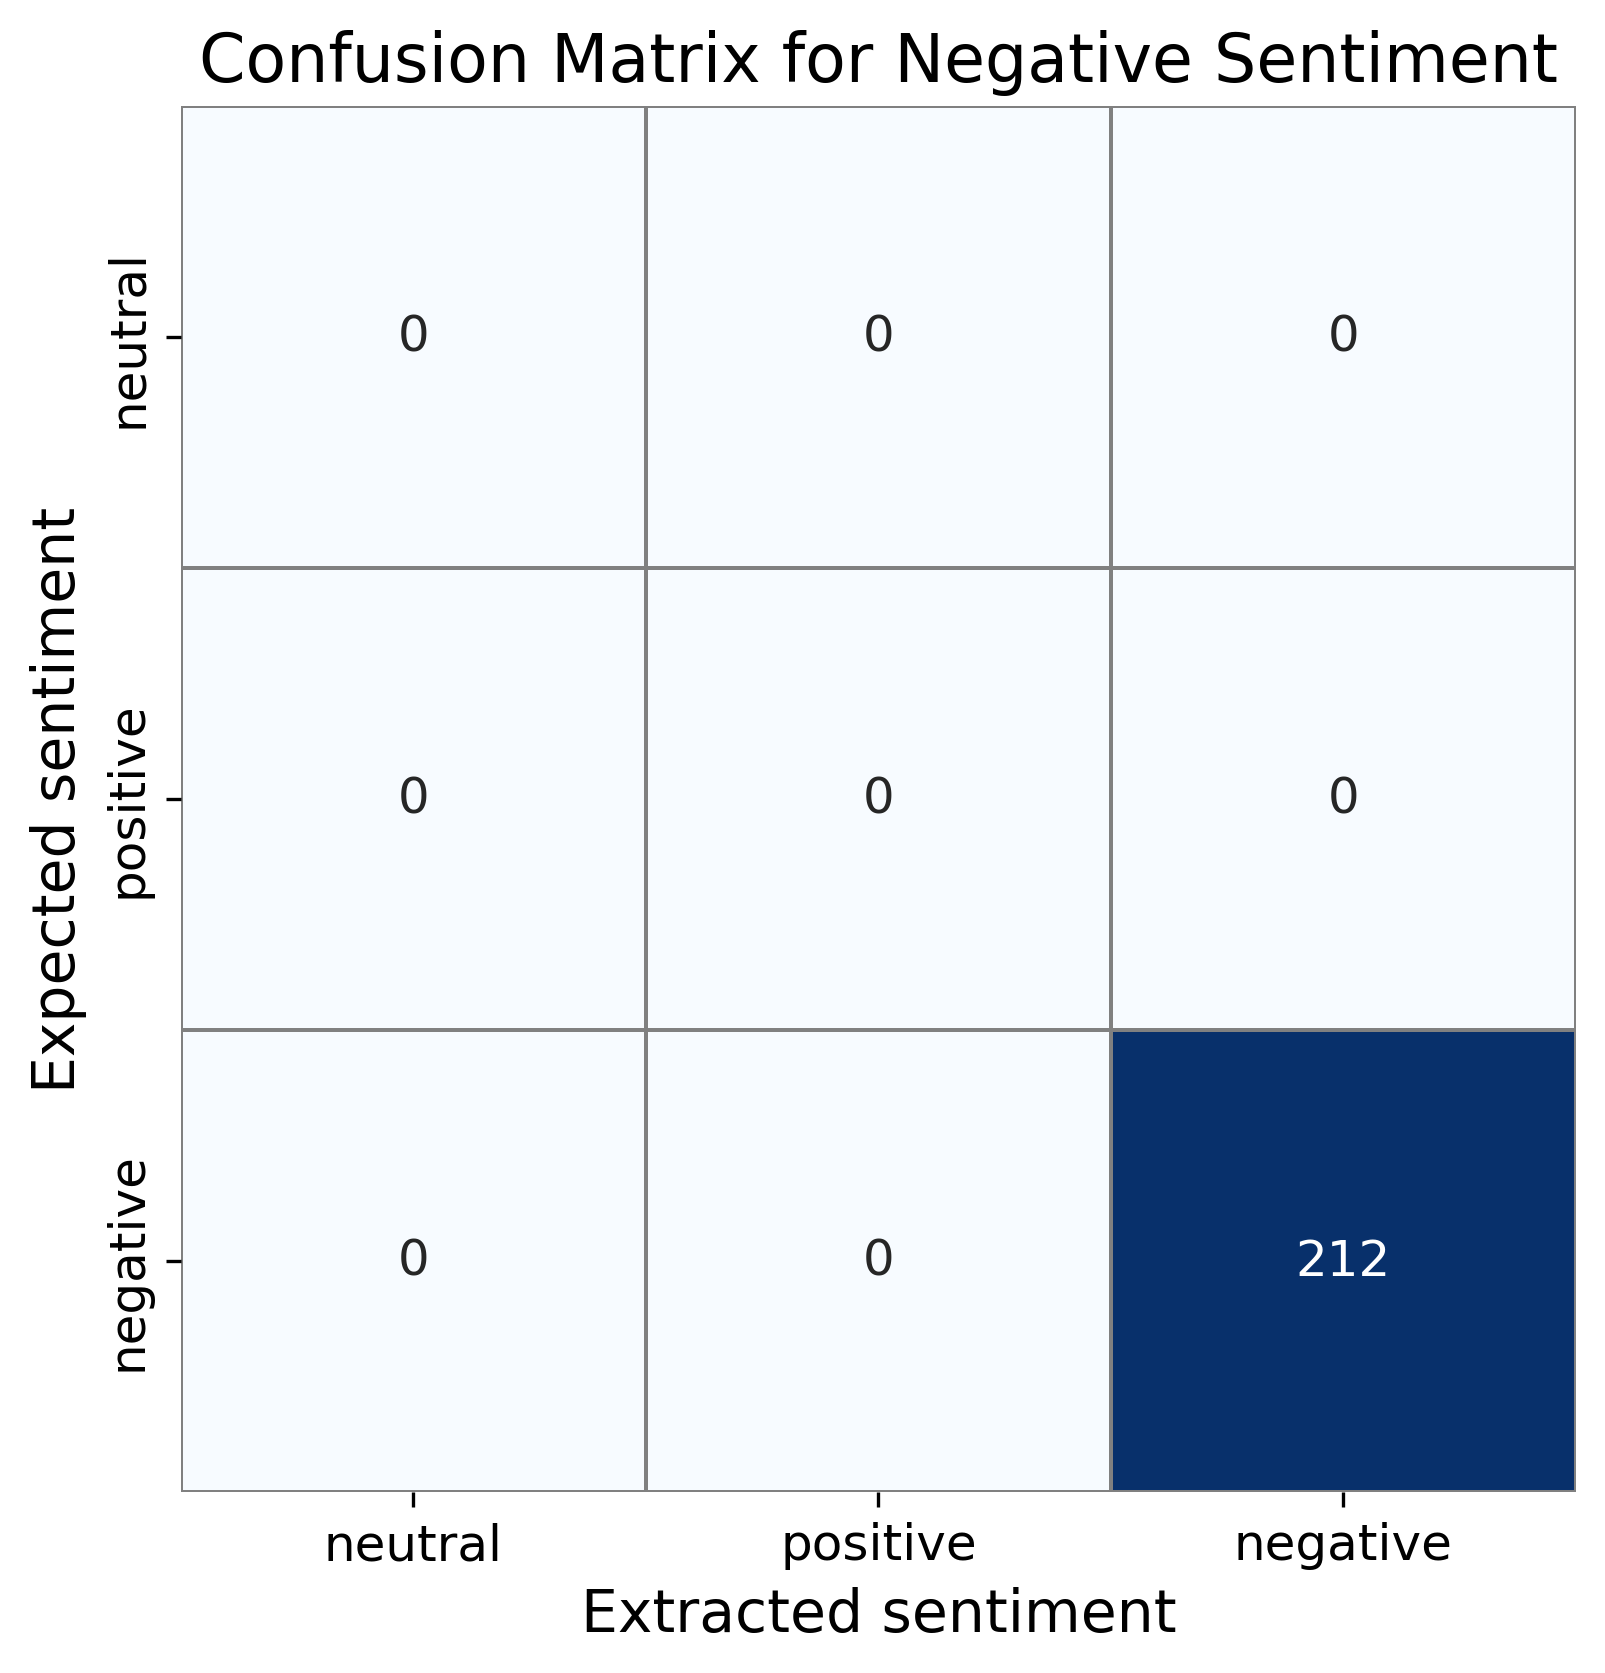 Confusion Matrix for Negative Sentiment
Expected sentiment
neutral
0 0 0
positive
0 0 0
negative
0 0 212
neutral positive negative
Extracted sentiment